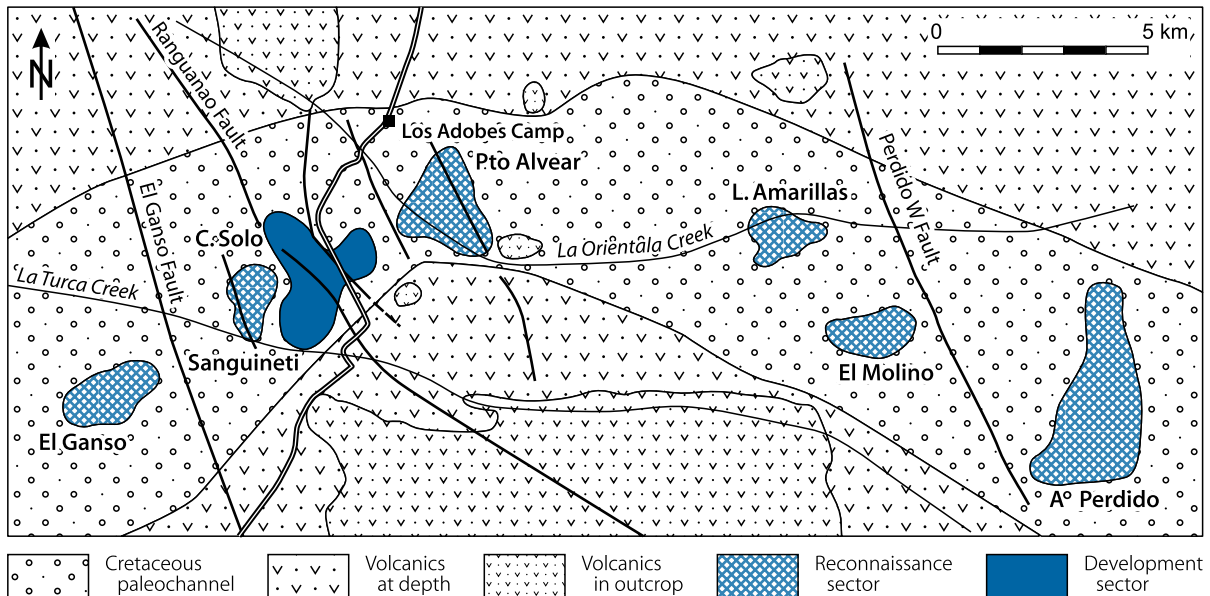 0 5 km
N
Ranguanao Fault
Los Adobes Camp
Pto Alvear
Perdido W Fault
El Ganso Fault
L. Amarillas
C. Solo
La Orientâla Creek
La Turca Creek
Sanguineti
El Molino
El Ganso
Aº Perdido
Cretaceous
paleochannel
Volcanics
at depth
Volcanics
in outcrop
Reconnaissance
sector
Development
sector